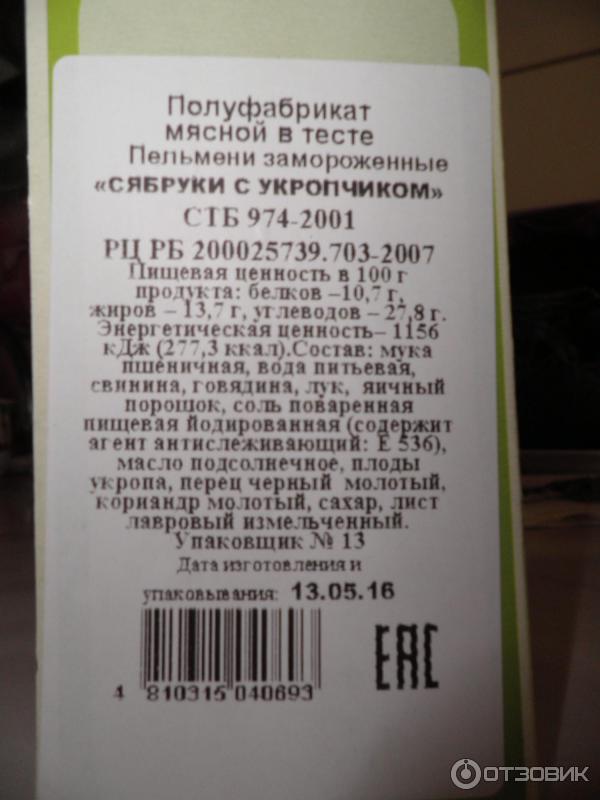 Полуфабрикат
мясной в тесте
Пельмени замороженные
«СЯБРУКИ С УКРОПЧИКОМ»
СТБ 974-2001
РЦ РБ 200025739.703-2007
Пищевая ценность в 100 г
продукта: белков –10,7 г,
жиров – 13,7 г, углеводов – 27,8 г.
Энергетическая ценность– 1156
кДж (277,3 ккал).Состав: мука
пшеничная, вода питьевая,
свинина, говядина, лук, яичный
порошок, соль поваренная
пищевая йодированная (содержит
агент антислеживающий: Е 536),
масло подсолнечное, плоды
укропа, перец черный молотый,
кориандр молотый, сахар, лист
лавровый измельченный.
Упаковщик № 13
Дата изготовления и
упаковывания: 13.05.16
4 810315 040693
ЕАС
ОТЗОВИК